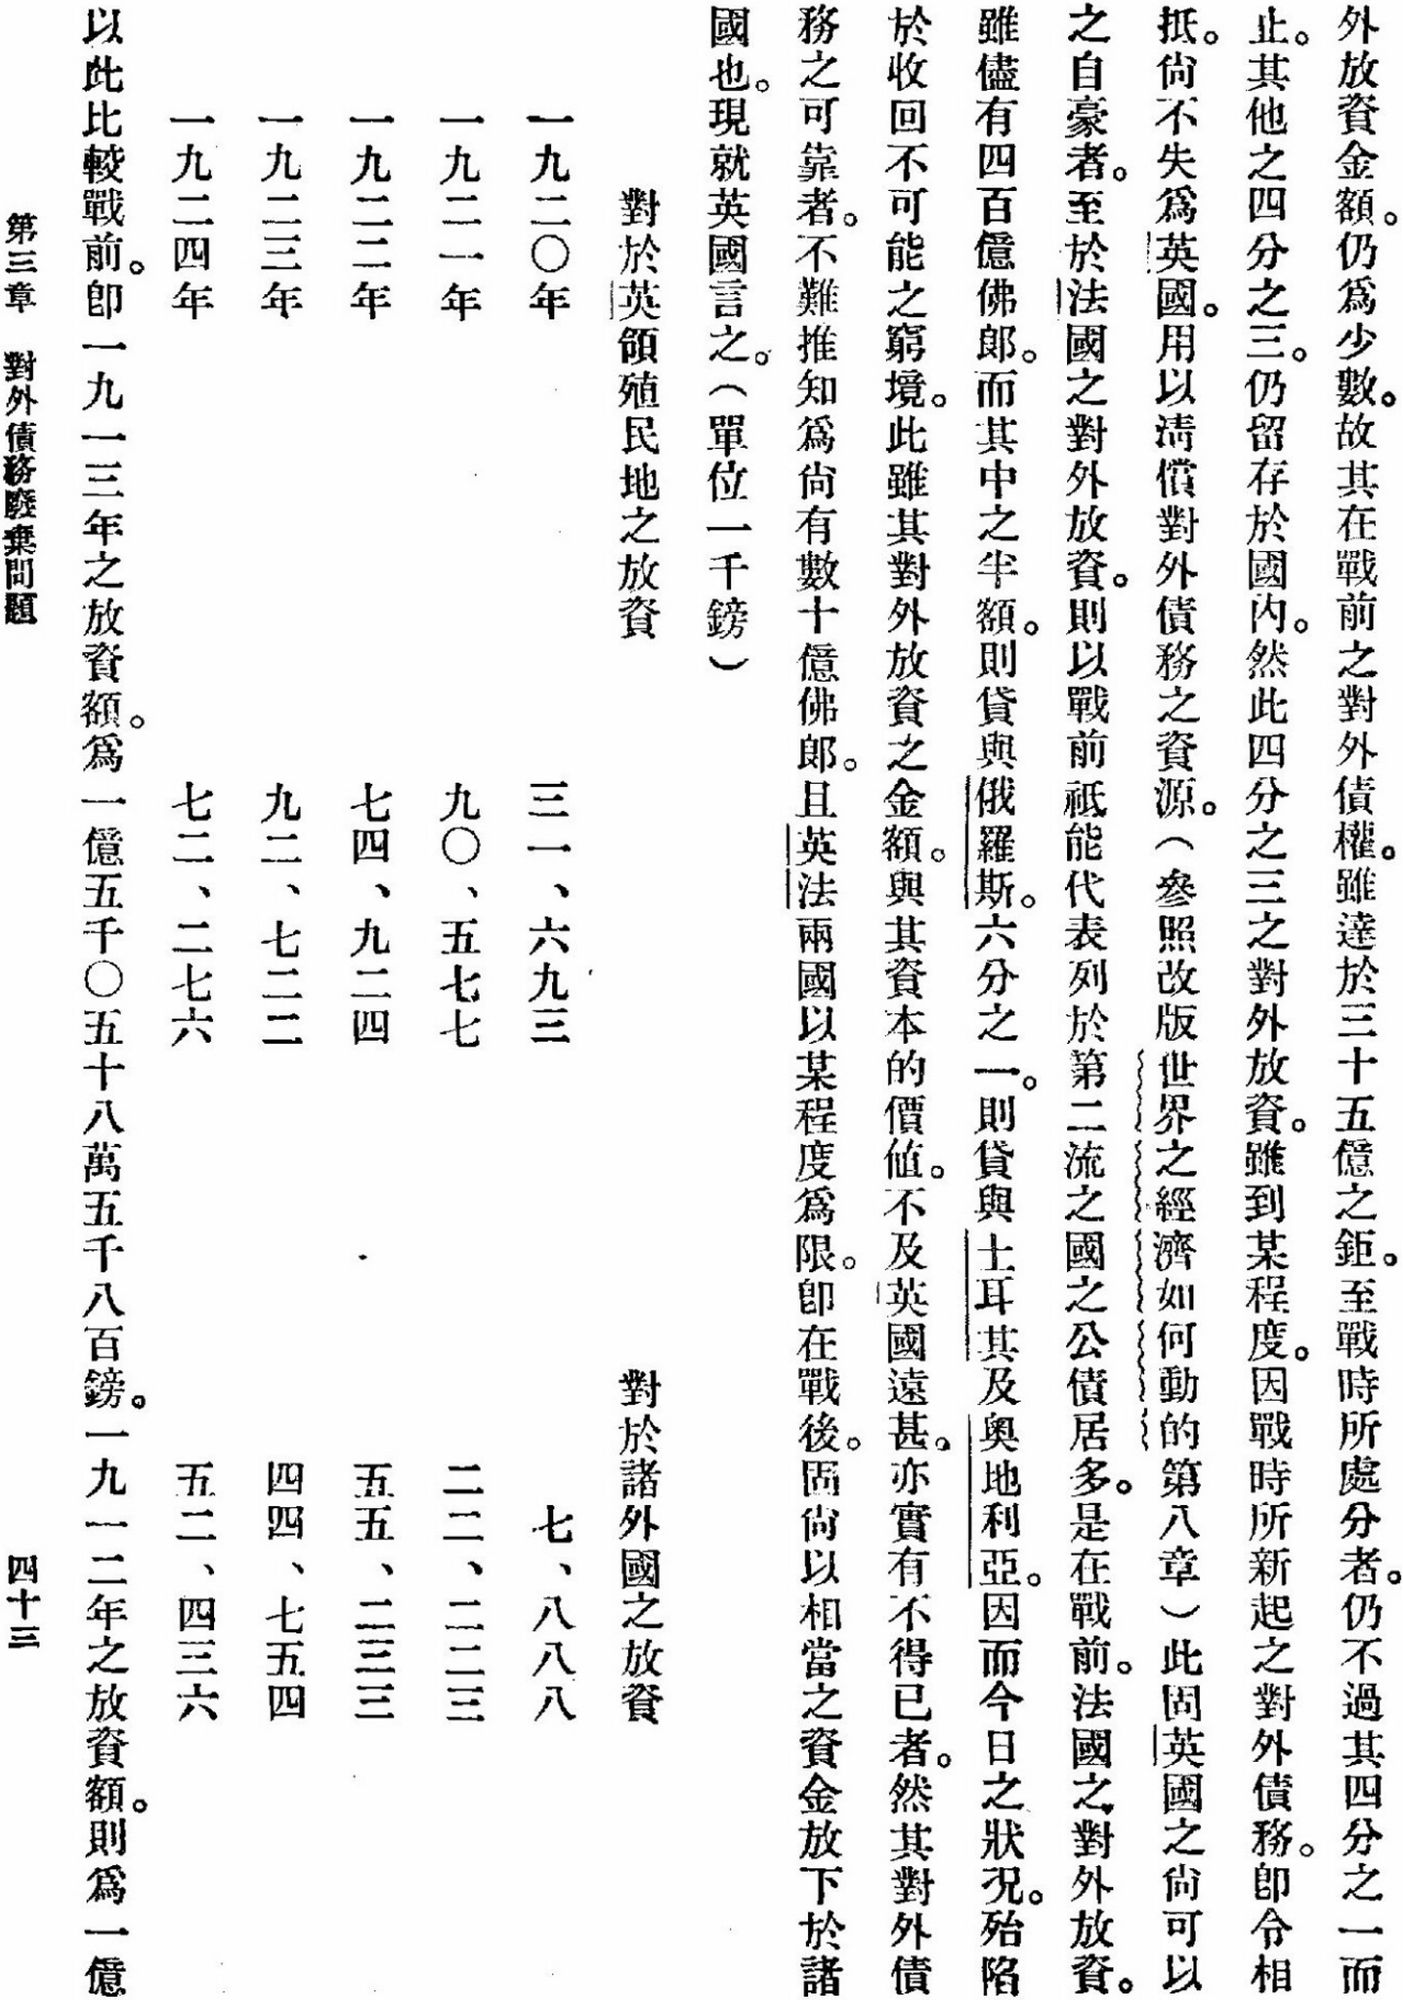 外放資金額。仍爲少數。故其在戰前之對外債權。雖達於三十五億之鉅。至戰時所處分者。仍不過其四分之一而
止。其他之四分之三。仍留存於國內。然此四分之三之對外放資。雖到某程度。因戰時所新起之對外債務。卽令相
抵。尙不失爲英國。用以淸償對外債務之資源。（參照改版世界之經濟如何動的第八章）此固英國之尙可以
之自豪者。至於法國之對外放資。則以戰前祗能代表列於第二流之國之公債居多。是在戰前。法國之對外放資。
雖儘有四百億佛郎。而其中之半額。則貸與俄羅斯。六分之一。則貸與土耳其及奧地利亞。因而今日之狀況。殆陷
於收回不可能之窮境。此雖其對外放資之金額。與其資本的價値。不及英國遠甚。亦實有不得已者。然其對外債
務之可靠者。不難推知爲尙有數十億佛郎。且英法兩國以某程度爲限。卽在戰後。固尙以相當之資金放下於諸
國也。現就英國言之。（單位一千鎊）
對於英領殖民地之放資　對於諸外國之放資
一九二〇年　三一、六九三　七、八八八
一九二一年　九〇、五七七　二二、二二三
一九二二年　七四、九二四　五五、二三三
一九二三年　九二、七二二　四四、七五四
一九二四年　七二、二七六　五二、四三六
以此比較戰前。卽一九一三年之放資額。爲一億五千〇五十八萬五千八百鎊。一九一二年之放資額。則爲一億
第三章　對外債務廢棄問題　四十三